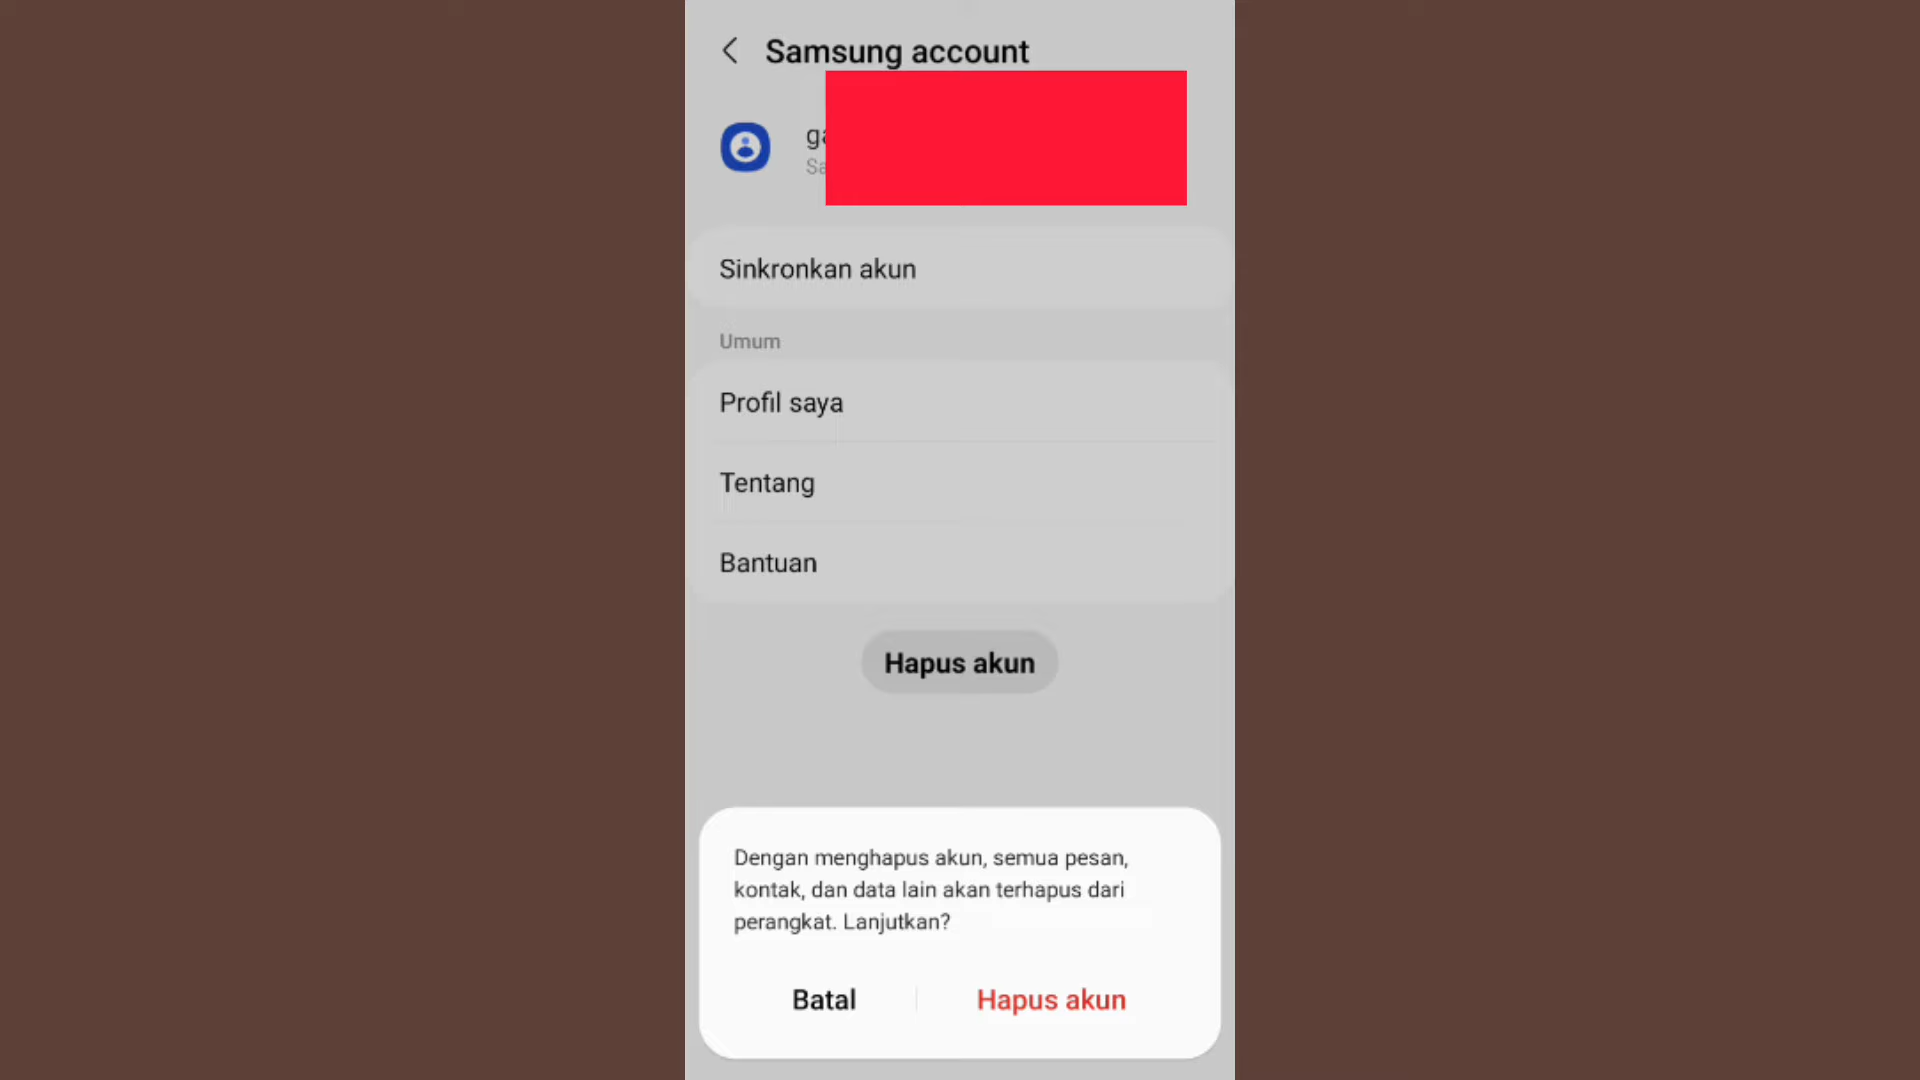 Samsung account
Sinkronkan akun
Umum
Profil saya
Tentang
Bantuan
Hapus akun
Dengan menghapus akun, semua pesan,
kontak, dan data lain akan terhapus dari
perangkat. Lanjutkan?
Batal
Hapus akun